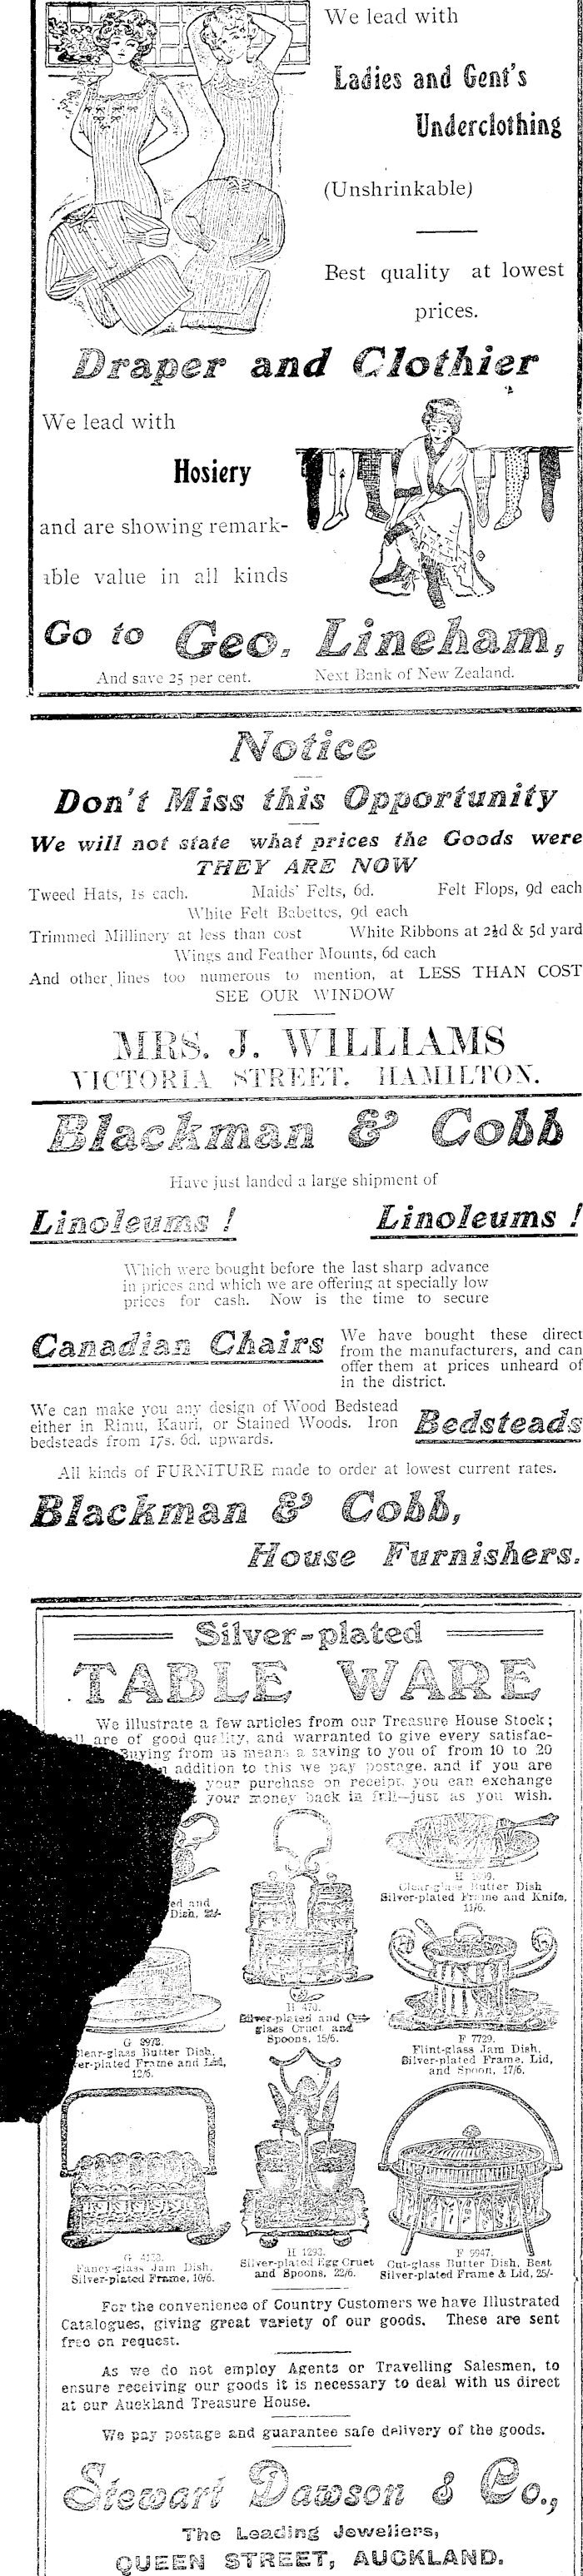 We lead with
Ladies and Gent's
Underclothing
(Unshrinkable)
Best quality at lowest
prices.
Draper and Clothier
We lead with
Hosiery
and are showing remark-
able value in all kinds
Go to Geo. Lineham,
And save 25 per cent. Next Bank of New Zealand.
Notice
Don't Miss this Opportunity
We will not state what prices the Goods were
THEY ARE NOW
Tweed Hats, 1s each. Maids' Felts, 6d. Felt Flops, 9d each
White Felt Babettes, 9d each
Trimmed Millinery at less than cost White Ribbons at 2½d & 5d yard
Wings and Feather Mounts, 6d each
And other lines too numerous to mention, at LESS THAN COST
SEE OUR WINDOW
MRS. J. WILLIAMS
VICTORIA STREET, HAMILTON.
Blackman & Cobb
Have just landed a large shipment of
Linoleums! Linoleums!
Which were bought before the last sharp advance
in prices and which we are offering at specially low
prices for cash. Now is the time to secure
Canadian Chairs
We have bought these direct
from the manufacturers, and can
offer them at prices unheard of
in the district.
We can make you any design of Wood Bedstead
either in Rimu, Kauri, or Stained Woods. Iron
bedsteads from 17s. 6d. upwards.
Bedsteads
All kinds of FURNITURE made to order at lowest current rates.
Blackman & Cobb,
House Furnishers.
Silver-plated
TABLE WARE
We illustrate a few articles from our Treasure House Stock;
are of good quality, and warranted to give every satisfac-
Buying from us means a saving to you of from 10 to 20
addition to this we pay postage, and if you are
your purchase on receipt, you can exchange
your money back in full—just as you wish.
and
Dish,
Clear-glass Butter Dish
Silver-plated Frame and Knife,
11/6.
H 470.
Silver-plated and Cut-
glass Cruet and
Spoons, 15/6.
G 9973.
Clear-glass Butter Dish,
Silver-plated Frame and Lid,
12/6.
F 7729.
Flint-glass Jam Dish,
Silver-plated Frame, Lid,
and Spoon, 17/6.
Fancy-glass Jam Dish,
Silver-plated Frame, 10/6.
H 1293.
Silver-plated Egg Cruet
and Spoons, 22/6.
F 9947.
Cut-glass Butter Dish, Best
Silver-plated Frame & Lid, 25/-
For the convenience of Country Customers we have Illustrated
Catalogues, giving great variety of our goods. These are sent
free on request.
As we do not employ Agents or Travelling Salesmen, to
ensure receiving our goods it is necessary to deal with us direct
at our Auckland Treasure House.
We pay postage and guarantee safe delivery of the goods.
Stewart Dawson & Co.,
The Leading Jewellers,
QUEEN STREET, AUCKLAND.